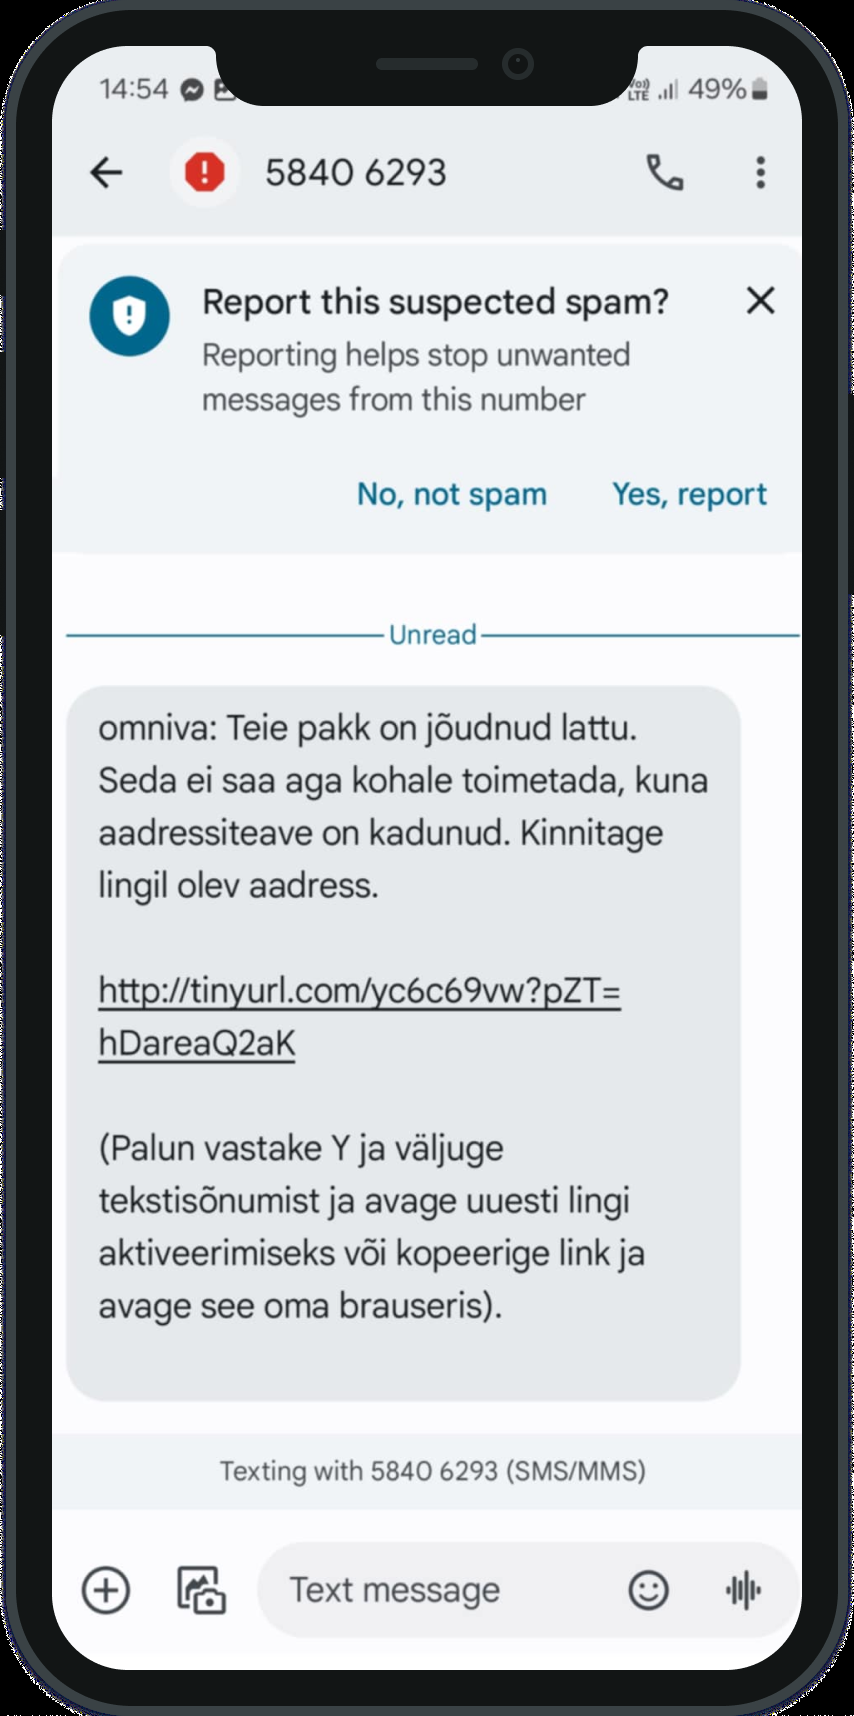 14:54
Vo))
LTE
49%
5840 6293
Report this suspected spam?
Reporting helps stop unwanted
messages from this number
No, not spam
Yes, report
Unread
omniva: Teie pakk on jõudnud lattu.
Seda ei saa aga kohale toimetada, kuna
aadressiteave on kadunud. Kinnitage
lingil olev aadress.
http://tinyurl.com/yc6c69vw?pZT=
hDareaQ2aK
(Palun vastake Y ja väljuge
tekstisõnumist ja avage uuesti lingi
aktiveerimiseks või kopeerige link ja
avage see oma brauseris).
Texting with 5840 6293 (SMS/MMS)
Text message